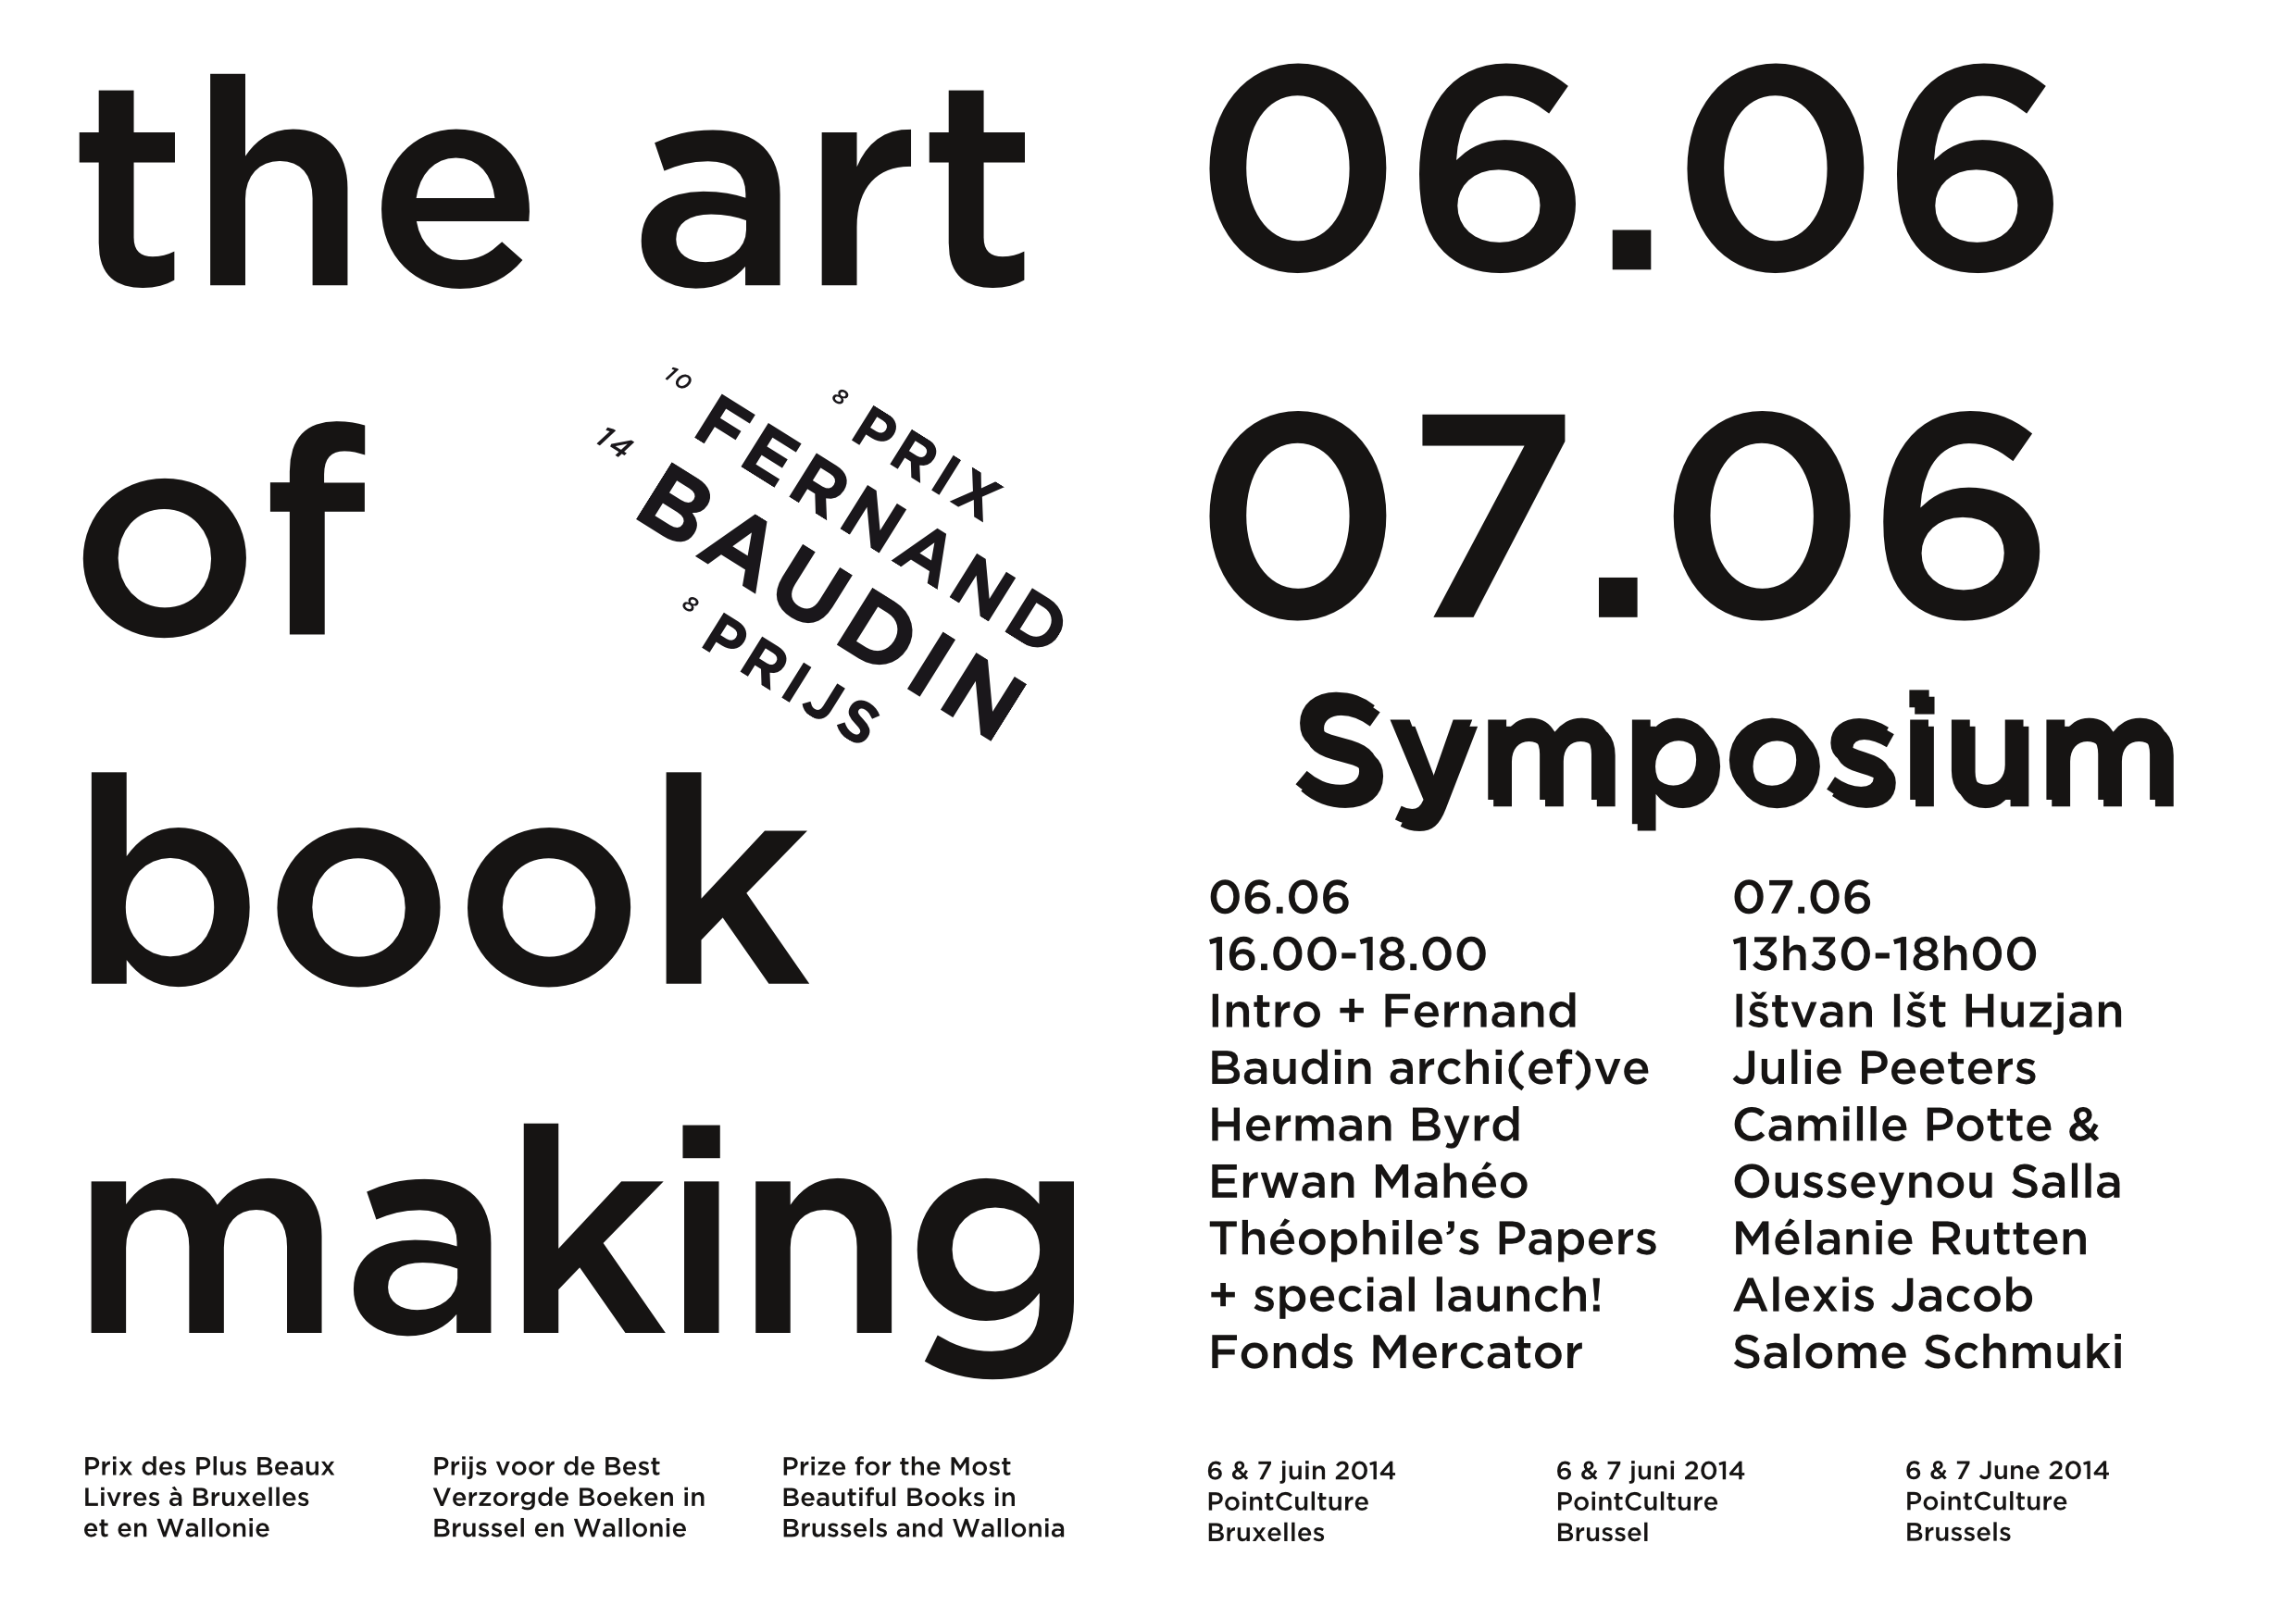 the art
of
book
making
8 PRIX
10 FERNAND
14 BAUDIN
8 PRIJS
Prix des Plus Beaux
Livres à Bruxelles
et en Wallonie
Prijs voor de Best
Verzorgde Boeken in
Brussel en Wallonie
Prize for the Most
Beautiful Books in
Brussels and Wallonia
06.06
07.06
Symposium
06.06
16.00-18.00
Intro + Fernand
Baudin archi(ef)ve
Herman Byrd
Erwan Mahéo
Théophile’s Papers
+ special launch!
Fonds Mercator
07.06
13h30-18h00
Ištvan Išt Huzjan
Julie Peeters
Camille Potte &
Ousseynou Salla
Mélanie Rutten
Alexis Jacob
Salome Schmuki
6 & 7 juin 2014
PointCulture
Bruxelles
6 & 7 juni 2014
PointCulture
Brussel
6 & 7 June 2014
PointCulture
Brussels